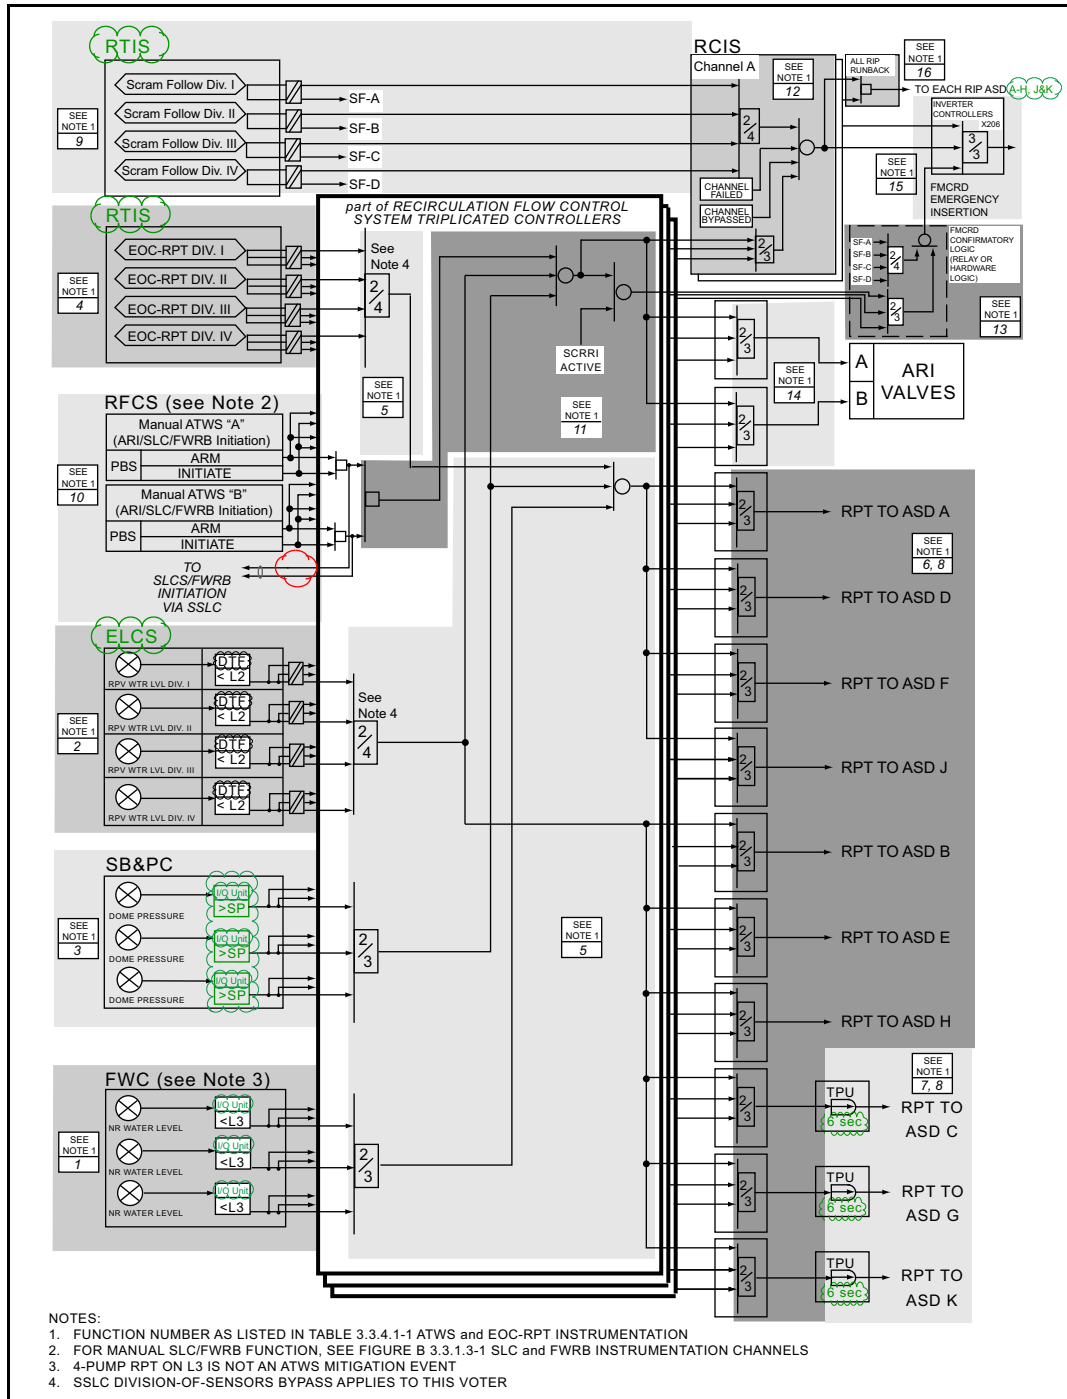 RTIS
Scram Follow Div. I
Scram Follow Div. II
Scram Follow Div. III
Scram Follow Div. IV
SF-A
SF-B
SF-C
SF-D
SEE
NOTE 1
9
RCIS
Channel A
SEE
NOTE 1
12
2/4
CHANNEL
FAILED
CHANNEL
BYPASSED
2/3
ALL RIP
RUNBACK
SEE
NOTE 1
16
TO EACH RIP ASD A-H, J&K
INVERTER
CONTROLLERS
X206
3/3
SEE
NOTE 1
15
FMCRD
EMERGENCY
INSERTION
SF-A
SF-B
SF-C
SF-D
2/4
2/3
FMCRD
CONFIRMATORY
LOGIC
(RELAY OR
HARDWARE
LOGIC)
SEE
NOTE 1
13
RTIS
EOC-RPT DIV. I
EOC-RPT DIV. II
EOC-RPT DIV. III
EOC-RPT DIV. IV
SEE
NOTE 1
4
part of RECIRCULATION FLOW CONTROL
SYSTEM TRIPLICATED CONTROLLERS
See
Note 4
2/4
SEE
NOTE 1
5
SCRRI
ACTIVE
SEE
NOTE 1
11
2/3
2/3
SEE
NOTE 1
14
A
B
ARI
VALVES
RFCS (see Note 2)
Manual ATWS “A”
(ARI/SLC/FWRB Initiation)
PBS
ARM
INITIATE
Manual ATWS “B”
(ARI/SLC/FWRB Initiation)
PBS
ARM
INITIATE
SEE
NOTE 1
10
TO
SLCS/FWRB
INITIATION
VIA SSLC
ELCS
RPV WTR LVL DIV. I
DTF
< L2
RPV WTR LVL DIV. II
DTF
< L2
RPV WTR LVL DIV. III
DTF
< L2
RPV WTR LVL DIV. IV
DTF
< L2
SEE
NOTE 1
2
See
Note 4
2/4
SB&PC
DOME PRESSURE
I/O Unit
>SP
DOME PRESSURE
I/O Unit
>SP
DOME PRESSURE
I/O Unit
>SP
SEE
NOTE 1
3
2/3
SEE
NOTE 1
5
FWC (see Note 3)
NR WATER LEVEL
I/O Unit
<L3
NR WATER LEVEL
I/O Unit
<L3
NR WATER LEVEL
I/O Unit
<L3
SEE
NOTE 1
1
2/3
2/3
RPT TO ASD A
SEE
NOTE 1
6, 8
2/3
RPT TO ASD D
2/3
RPT TO ASD F
2/3
RPT TO ASD J
2/3
RPT TO ASD B
2/3
RPT TO ASD E
2/3
RPT TO ASD H
SEE
NOTE 1
7, 8
2/3
TPU
6 sec
RPT TO
ASD C
2/3
TPU
6 sec
RPT TO
ASD G
2/3
TPU
6 sec
RPT TO
ASD K
NOTES:
1. FUNCTION NUMBER AS LISTED IN TABLE 3.3.4.1-1 ATWS and EOC-RPT INSTRUMENTATION
2. FOR MANUAL SLC/FWRB FUNCTION, SEE FIGURE B 3.3.1.3-1 SLC and FWRB INSTRUMENTATION CHANNELS
3. 4-PUMP RPT ON L3 IS NOT AN ATWS MITIGATION EVENT
4. SSLC DIVISION-OF-SENSORS BYPASS APPLIES TO THIS VOTER